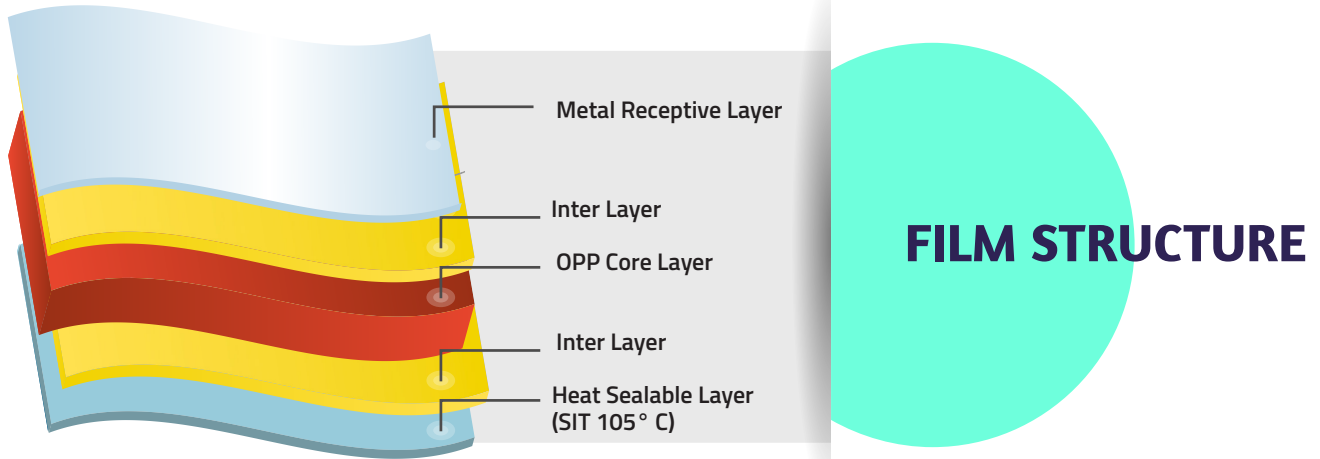 Metal Receptive Layer
Inter Layer
OPP Core Layer
Inter Layer
Heat Sealable Layer
(SIT 105° C)
FILM STRUCTURE